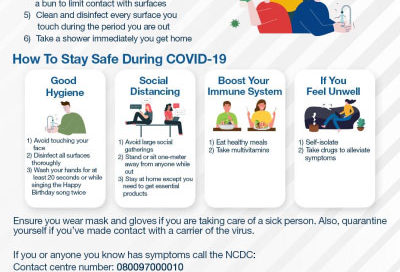 a bun to limit contact with surfaces
5) Clean and disinfect every surface you
touch during the period you are out
6) Take a shower immediately you get home
How To Stay Safe During COVID-19
Good
Hygiene
1) Avoid touching your
face
2) Disinfect all surfaces
thoroughly
3) Wash your hands for at
least 20 seconds or while
singing the Happy
Birthday song twice
Social
Distancing
1) Avoid large social
gatherings
2) Stand or sit one-meter
away from anyone while
out
3) Stay at home except you
need to get essential
products
Boost Your
Immune System
1) Eat healthy meals
2) Take multivitamins
If You
Feel Unwell
1) Self-isolate
2) Take drugs to alleviate
symptoms
Ensure you wear mask and gloves if you are taking care of a sick person. Also, quarantine
yourself if you've made contact with a carrier of the virus.
If you or anyone you know has symptoms call the NCDC:
Contact centre number: 080097000010